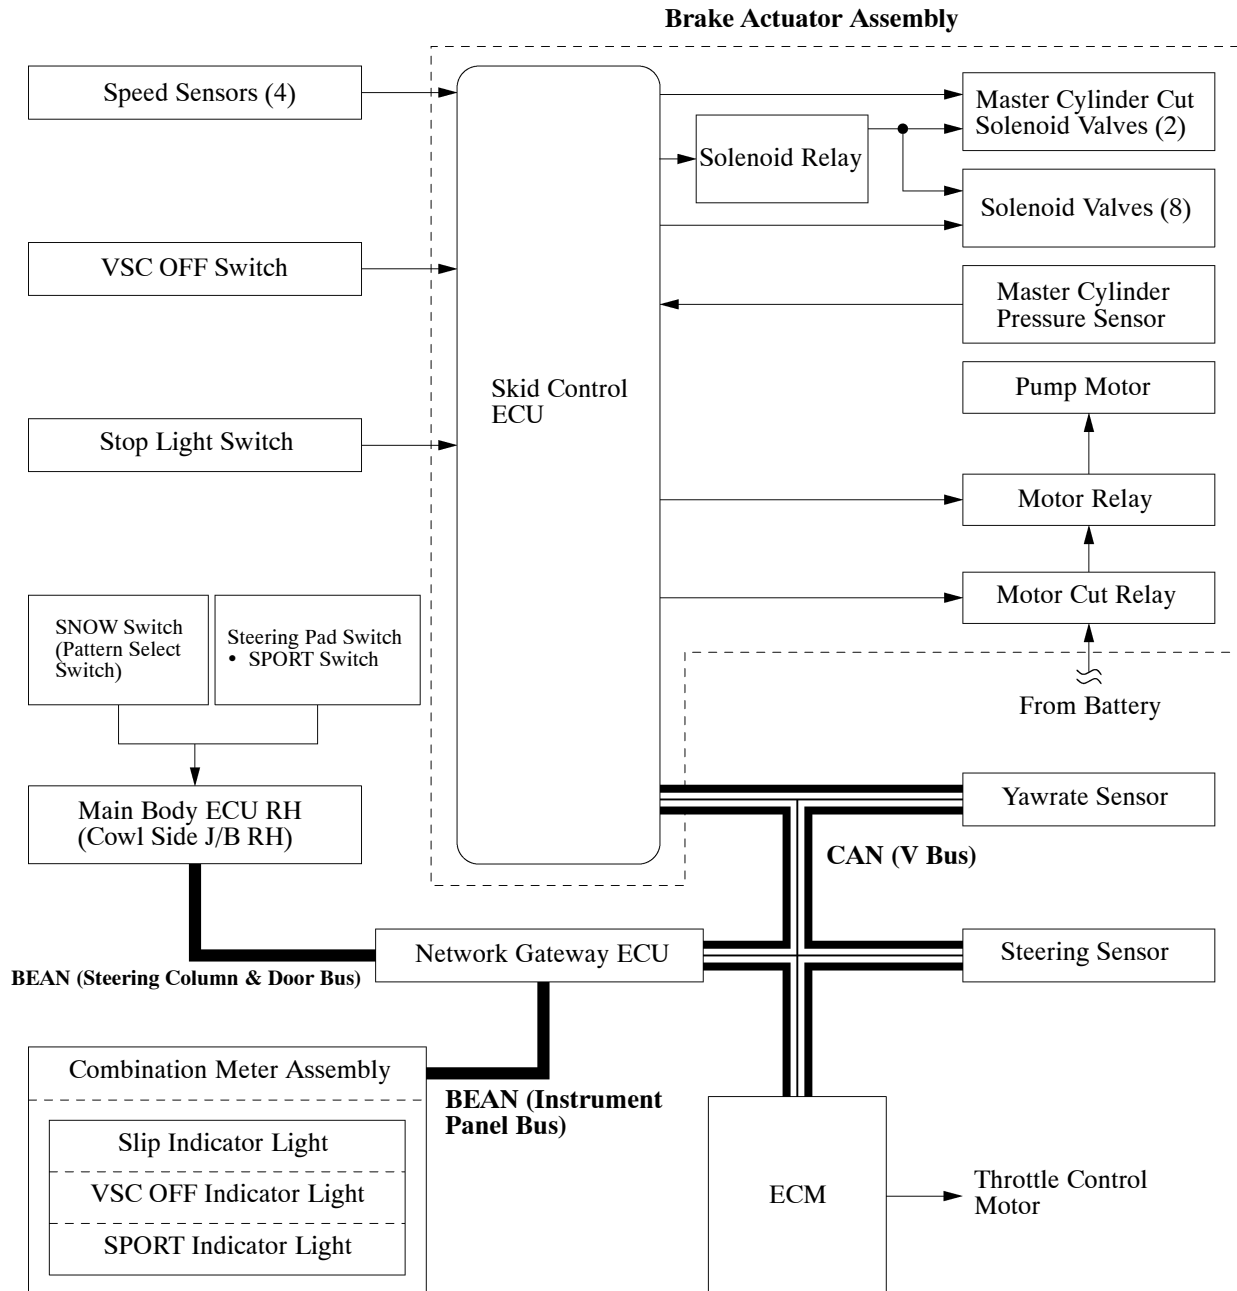 Brake Actuator Assembly
Speed Sensors (4)
Master Cylinder Cut
Solenoid Valves (2)
Solenoid Relay
Solenoid Valves (8)
VSC OFF Switch
Master Cylinder
Pressure Sensor
Skid Control
ECU
Pump Motor
Stop Light Switch
Motor Relay
Motor Cut Relay
SNOW Switch
(Pattern Select
Switch)
Steering Pad Switch
• SPORT Switch
From Battery
Main Body ECU RH
(Cowl Side J/B RH)
Yawrate Sensor
CAN (V Bus)
Network Gateway ECU
Steering Sensor
BEAN (Steering Column & Door Bus)
Combination Meter Assembly
BEAN (Instrument
Panel Bus)
Slip Indicator Light
VSC OFF Indicator Light
SPORT Indicator Light
ECM
Throttle Control
Motor